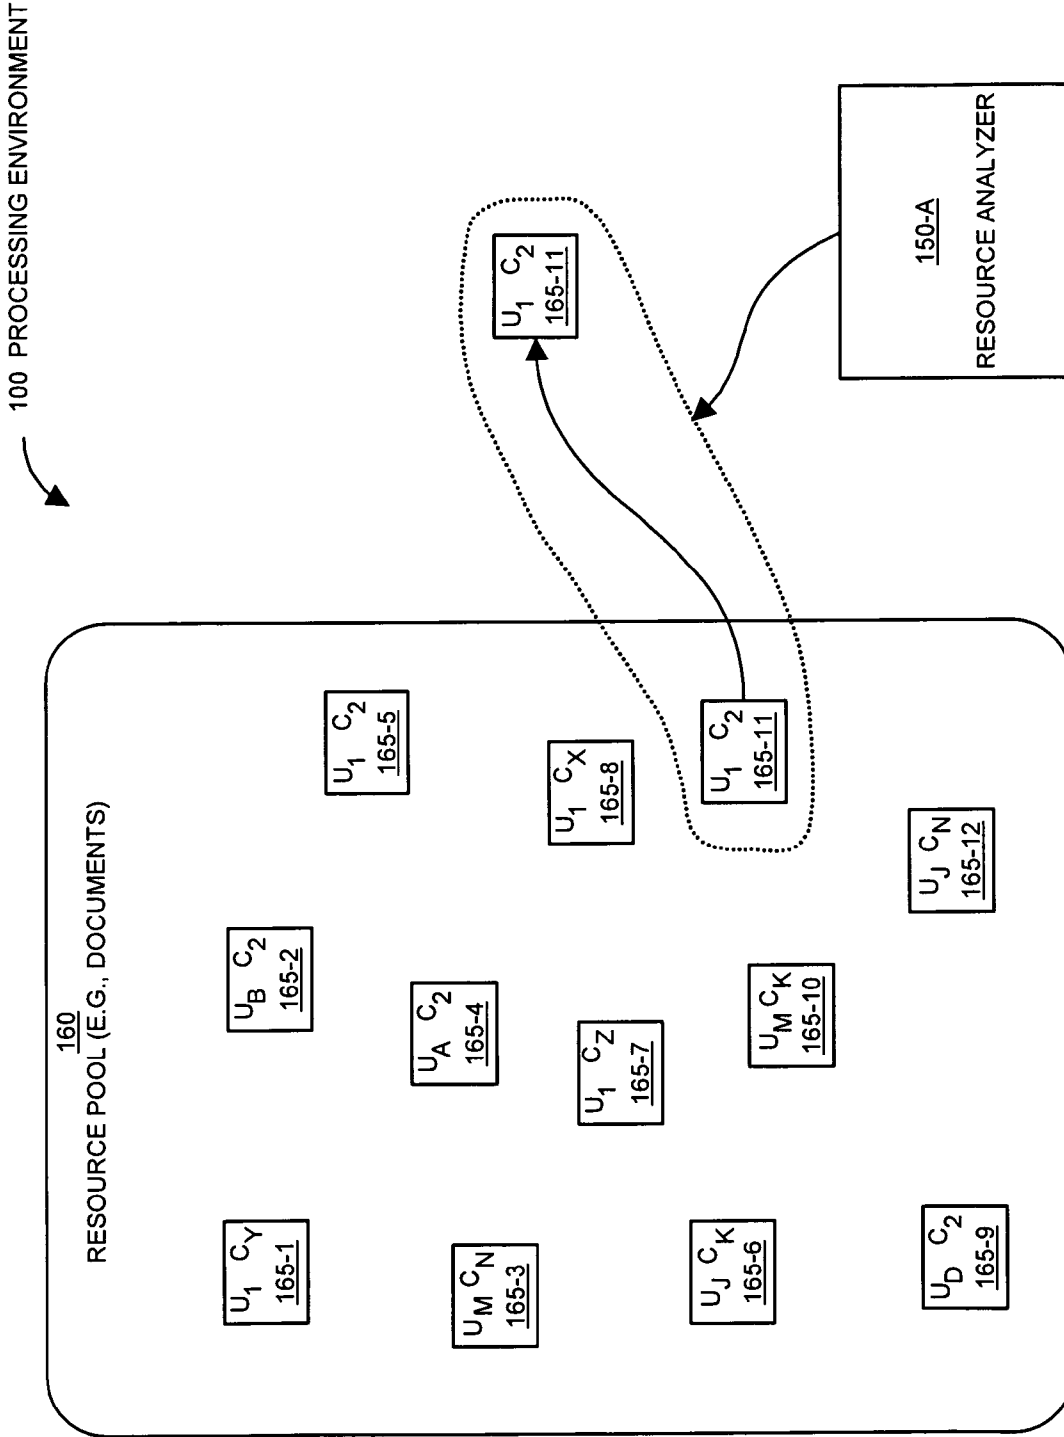 100 PROCESSING ENVIRONMENT
160
RESOURCE POOL (E.G., DOCUMENTS)
U1 CY
165-1
UB C2
165-2
U1 C2
165-5
UM CN
165-3
UA C2
165-4
U1 CX
165-8
U1 CZ
165-7
UJ CK
165-6
UM CK
165-10
U1 C2
165-11
UD C2
165-9
UJ CN
165-12
U1 C2
165-11
150-A
RESOURCE ANALYZER